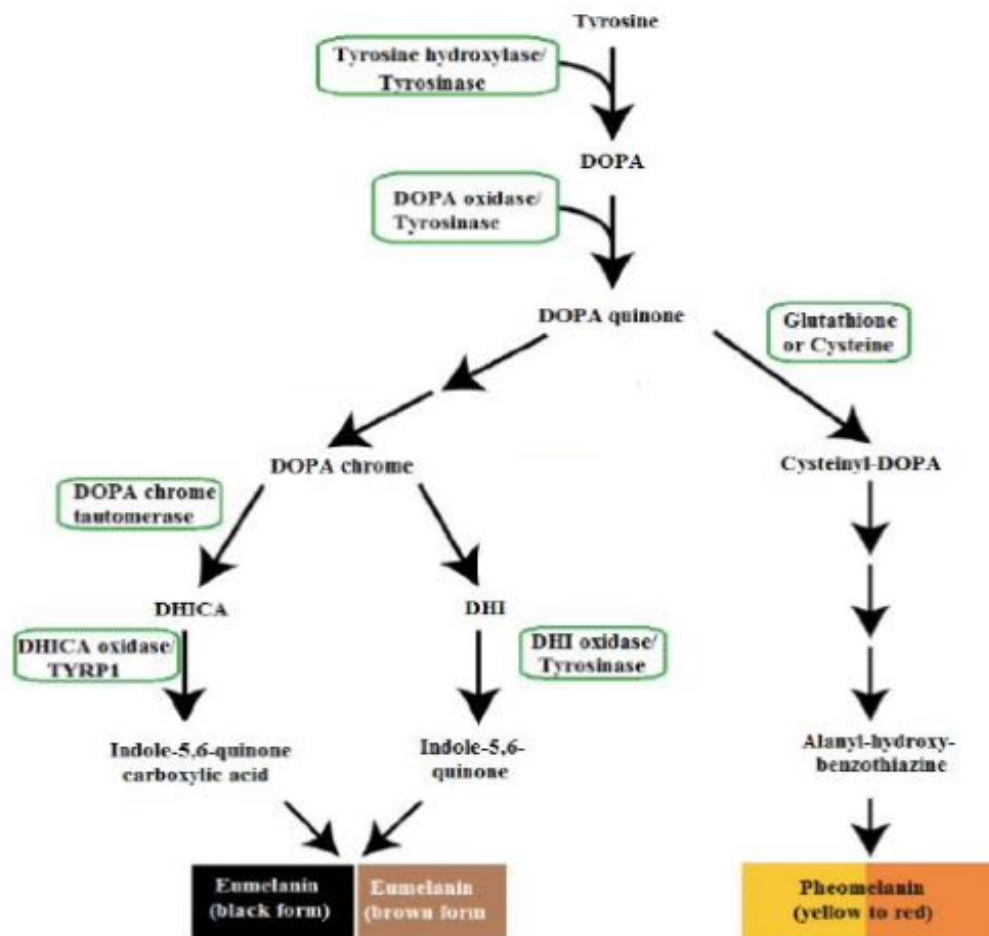 Tyrosine
Tyrosine hydroxylase/
Tyrosinase
DOPA
DOPA oxidase/
Tyrosinase
DOPA quinone
Glutathione
or Cysteine
DOPA chrome
Cysteinyl-DOPA
DOPA chrome
tautomerase
DHICA
DHI
DHICA oxidase/
TYRP1
DHI oxidase/
Tyrosinase
Indole-5,6-quinone
carboxylic acid
Indole-5,6-
quinone
Alanyl-hydroxy-
benzothiazine
Eumelanin
(black form)
Eumelanin
(brown form
Pheomelanin
(yellow to red)